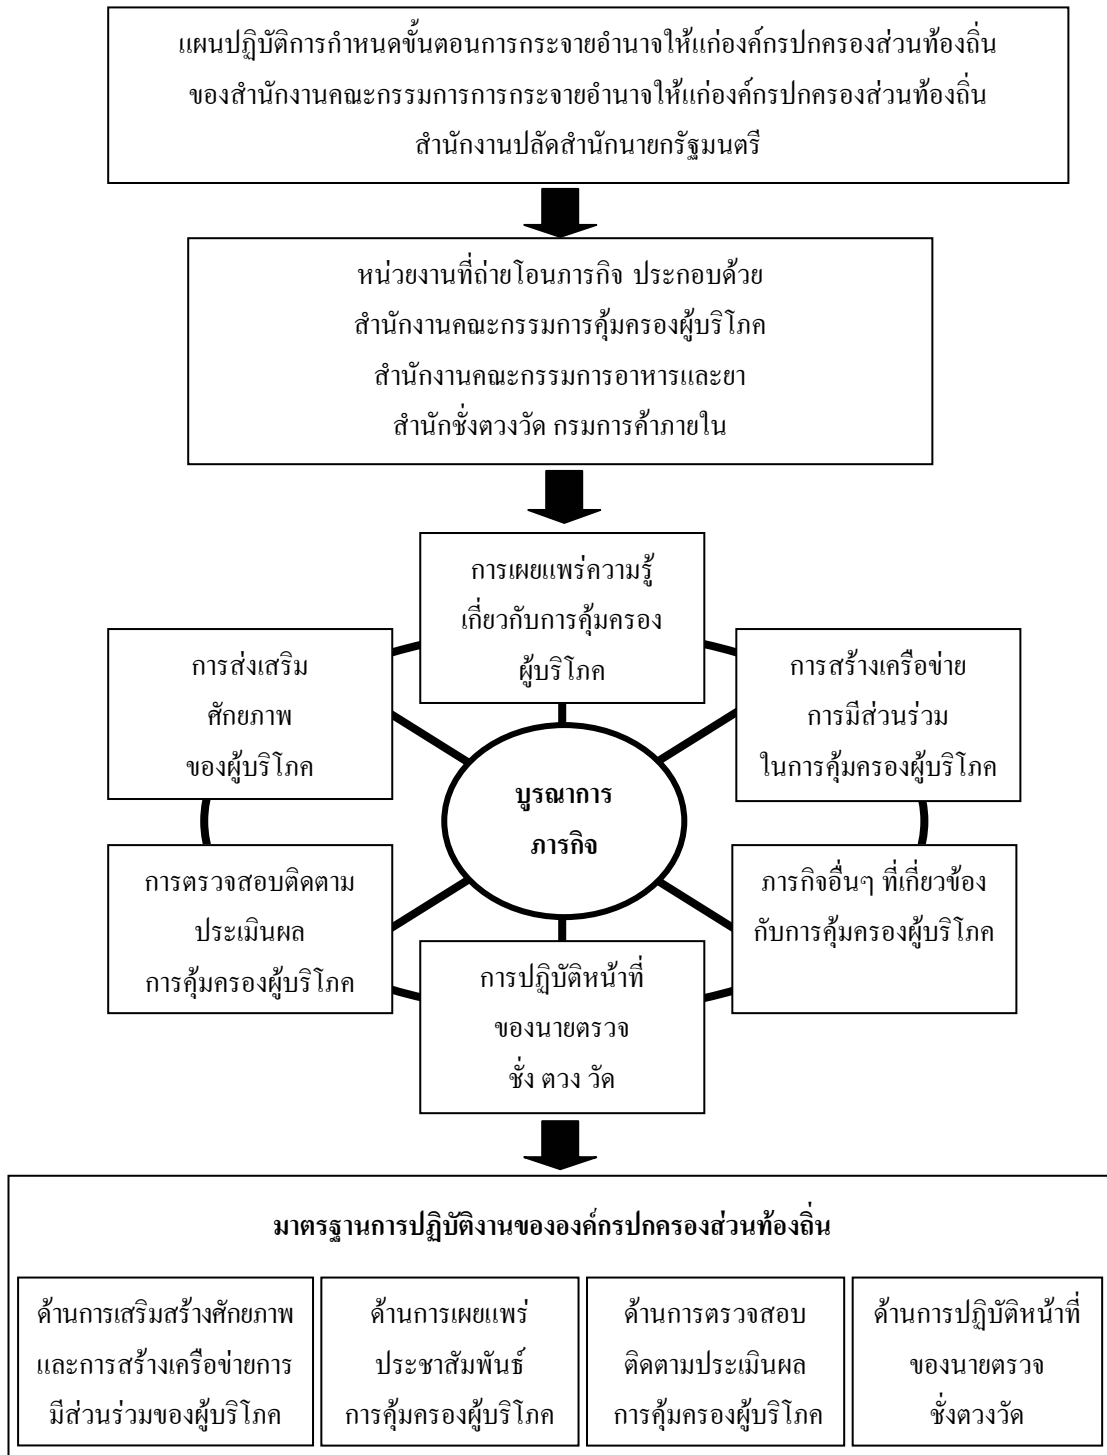 แผนปฏิบัติการกำหนดขั้นตอนการกระจายอำนาจให้แก่องค์กรปกครองส่วนท้องถิ่น
ของสำนักงานคณะกรรมการการกระจายอำนาจให้แก่องค์กรปกครองส่วนท้องถิ่น
สำนักงานปลัดสำนักนายกรัฐมนตรี
หน่วยงานที่ถ่ายโอนภารกิจ ประกอบด้วย
สำนักงานคณะกรรมการคุ้มครองผู้บริโภค
สำนักงานคณะกรรมการอาหารและยา
สำนักชั่งตวงวัด กรมการค้าภายใน
การเผยแพร่ความรู้
เกี่ยวกับการคุ้มครอง
ผู้บริโภค
การส่งเสริม
ศักยภาพ
ของผู้บริโภค
การสร้างเครือข่าย
การมีส่วนร่วม
ในการคุ้มครองผู้บริโภค
บูรณาการ
ภารกิจ
การตรวจสอบติดตาม
ประเมินผล
การคุ้มครองผู้บริโภค
ภารกิจอื่นๆ ที่เกี่ยวข้อง
กับการคุ้มครองผู้บริโภค
การปฏิบัติหน้าที่
ของนายตรวจ
ชั่ง ตวง วัด
มาตรฐานการปฏิบัติงานขององค์กรปกครองส่วนท้องถิ่น
ด้านการเสริมสร้างศักยภาพ
และการสร้างเครือข่ายการ
มีส่วนร่วมของผู้บริโภค
ด้านการเผยแพร่
ประชาสัมพันธ์
การคุ้มครองผู้บริโภค
ด้านการตรวจสอบ
ติดตามประเมินผล
การคุ้มครองผู้บริโภค
ด้านการปฏิบัติหน้าที่
ของนายตรวจ
ชั่งตวงวัด